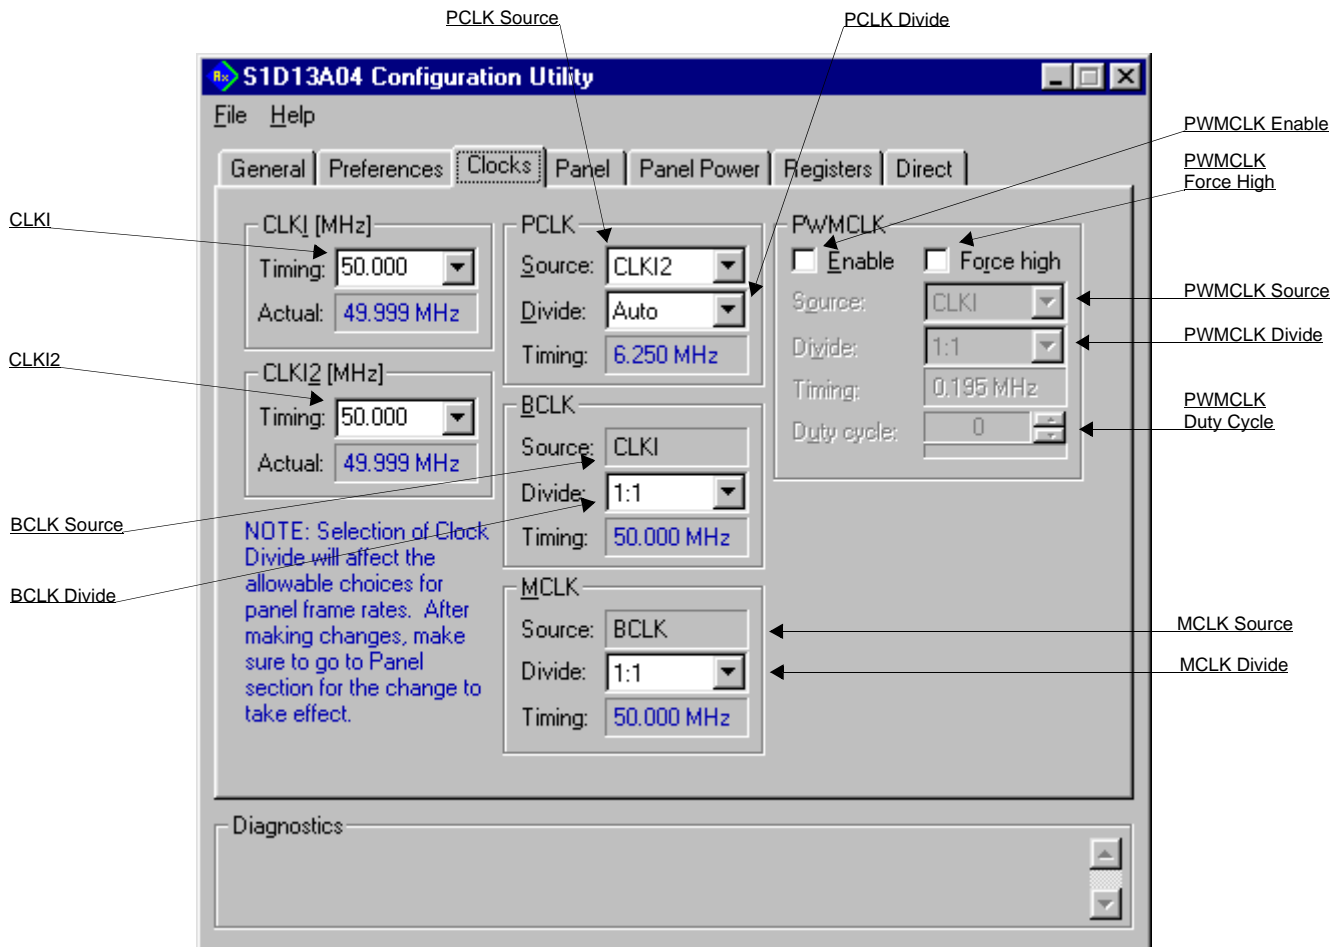 PCLK Source
PCLK Divide
S1D13A04 Configuration Utility
File Help
General Preferences Clocks Panel Panel Power Registers Direct
PWMCLK Enable
PWMCLK
Force High
CLKI
CLKI [MHz]
Timing: 50.000
Actual: 49.999 MHz
CLKI2
CLKI2 [MHz]
Timing: 50.000
Actual: 49.999 MHz
BCLK Source
BCLK Divide
NOTE: Selection of Clock
Divide will affect the
allowable choices for
panel frame rates. After
making changes, make
sure to go to Panel
section for the change to
take effect.
PCLK
Source: CLKI2
Divide: Auto
Timing: 6.250 MHz
BCLK
Source: CLKI
Divide: 1:1
Timing: 50.000 MHz
MCLK
Source: BCLK
Divide: 1:1
Timing: 50.000 MHz
PWMCLK
Enable Force high
Source: CLKI
Divide: 1:1
Timing: 0.195 MHz
Duty cycle: 0
PWMCLK Source
PWMCLK Divide
PWMCLK
Duty Cycle
MCLK Source
MCLK Divide
Diagnostics